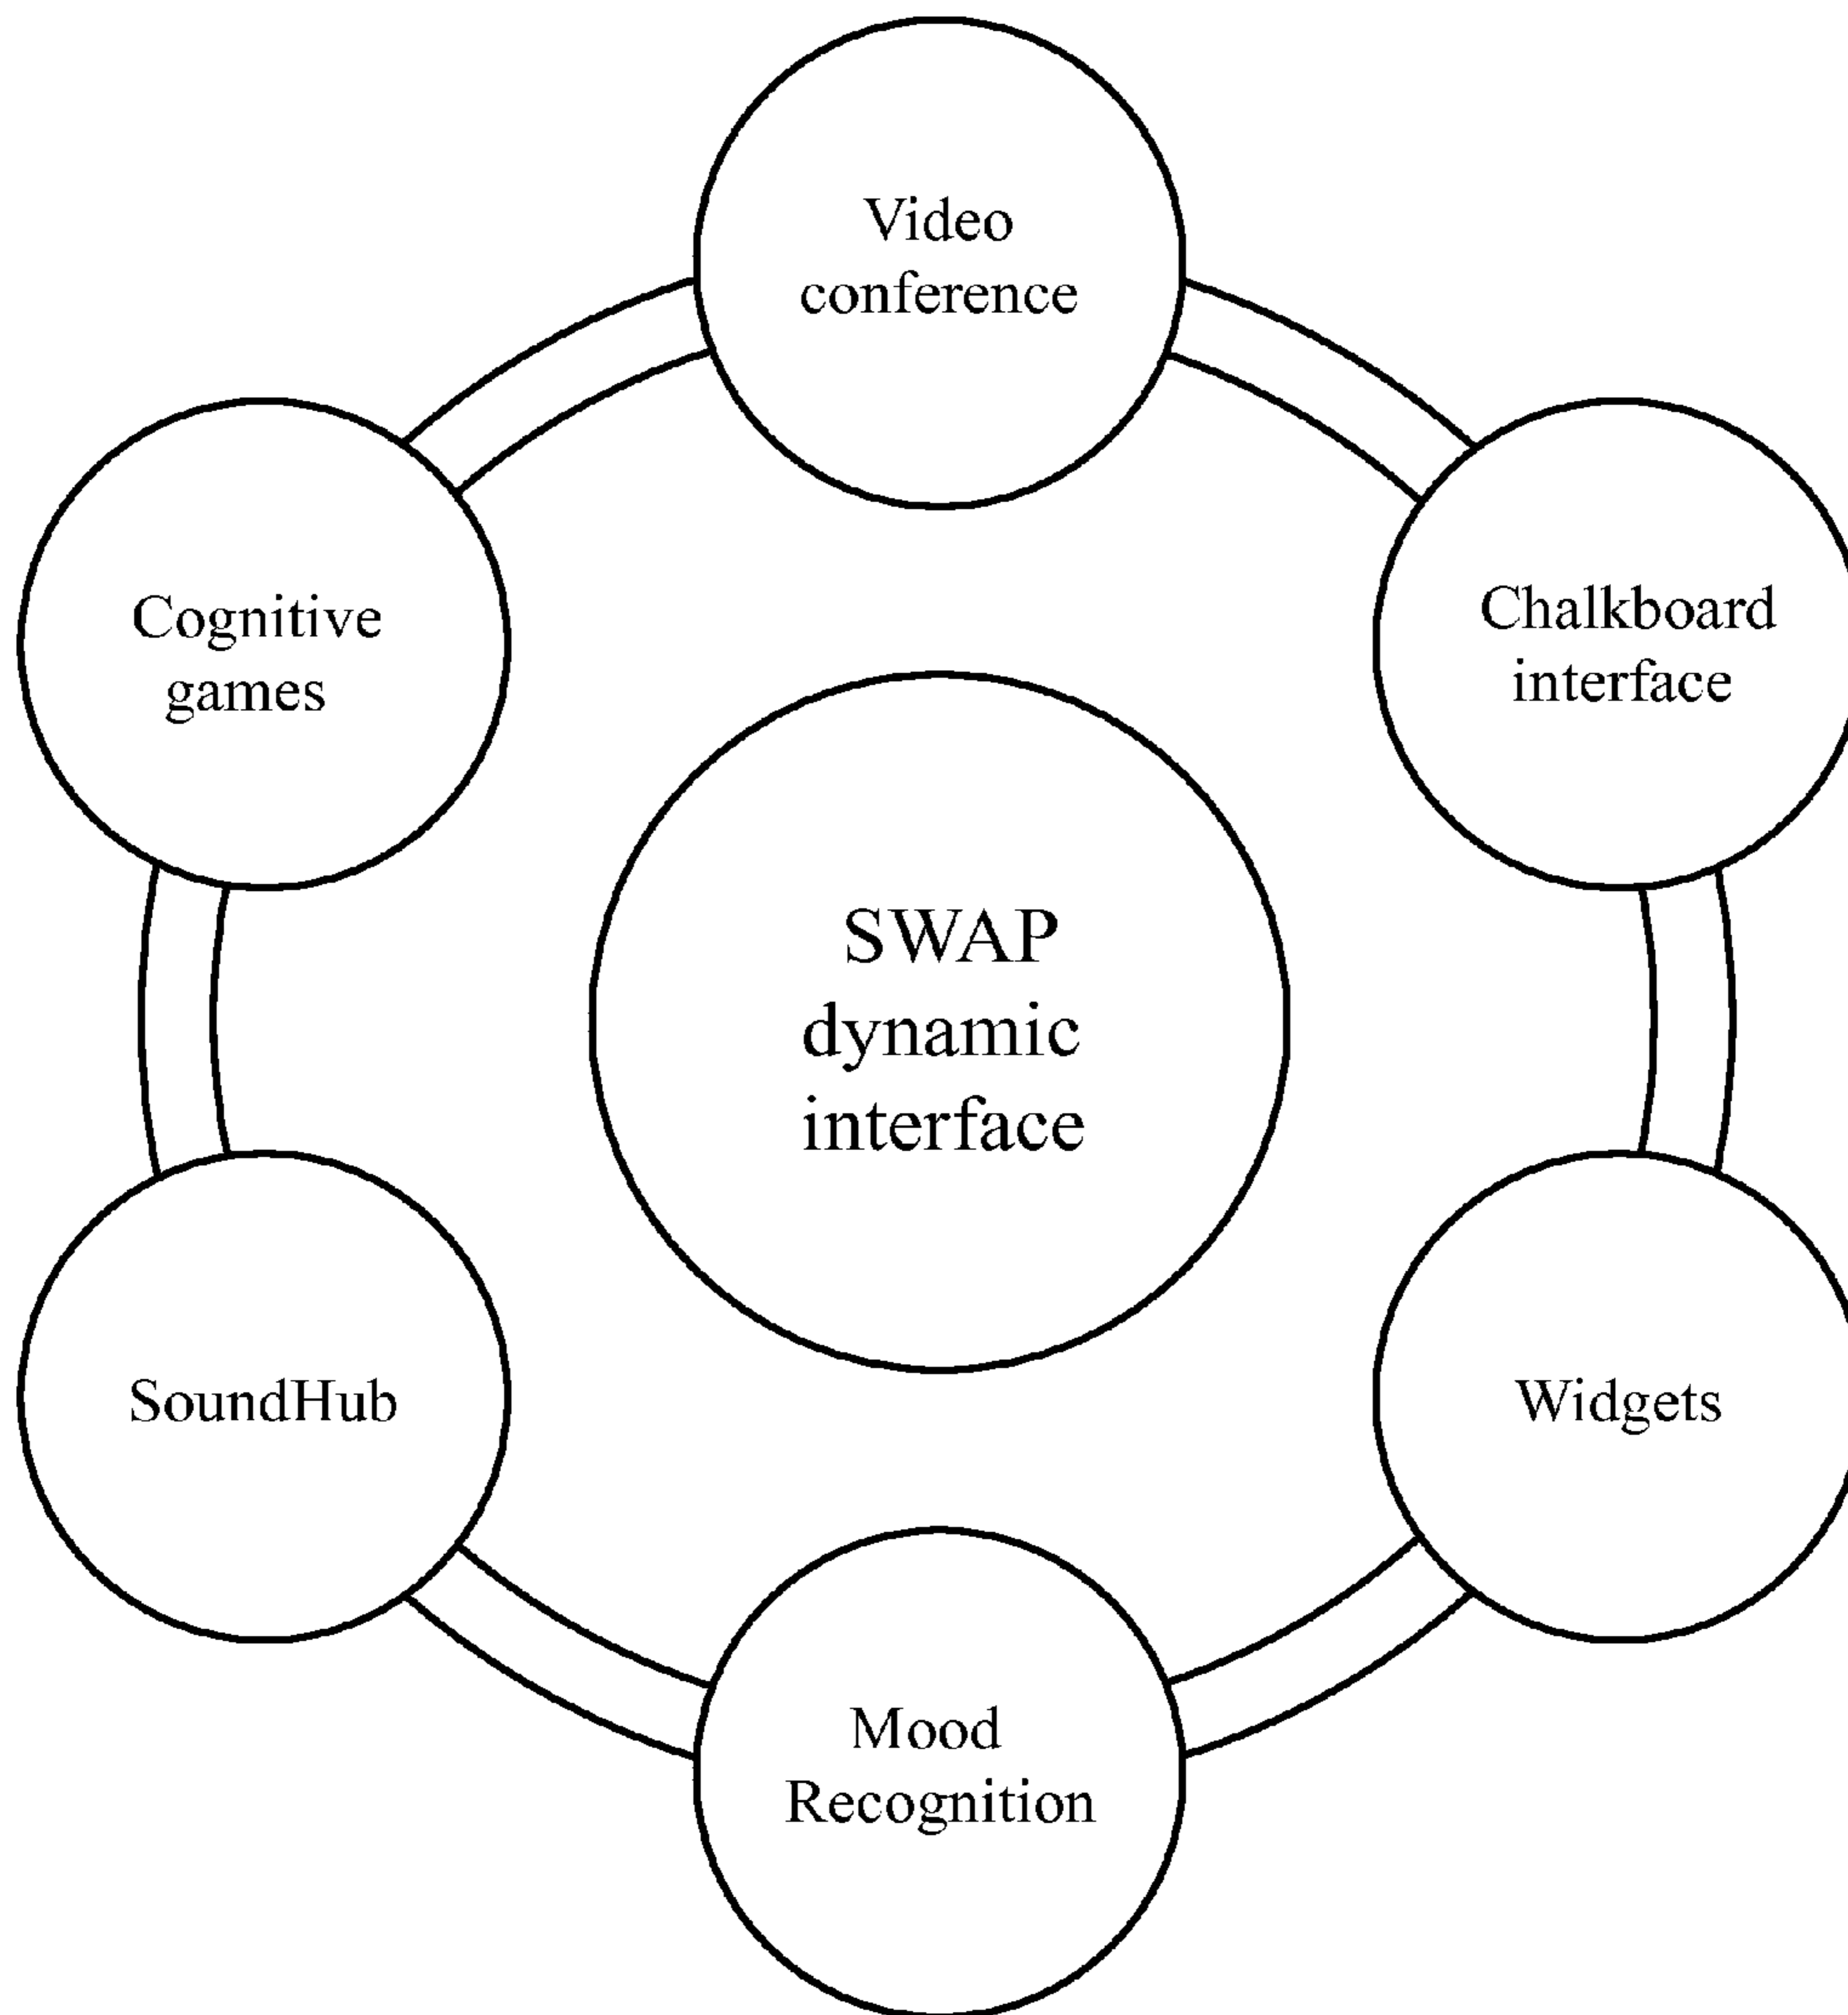 Video
conference
Cognitive
games
Chalkboard
interface
SWAP
dynamic
interface
SoundHub
Widgets
Mood
Recognition